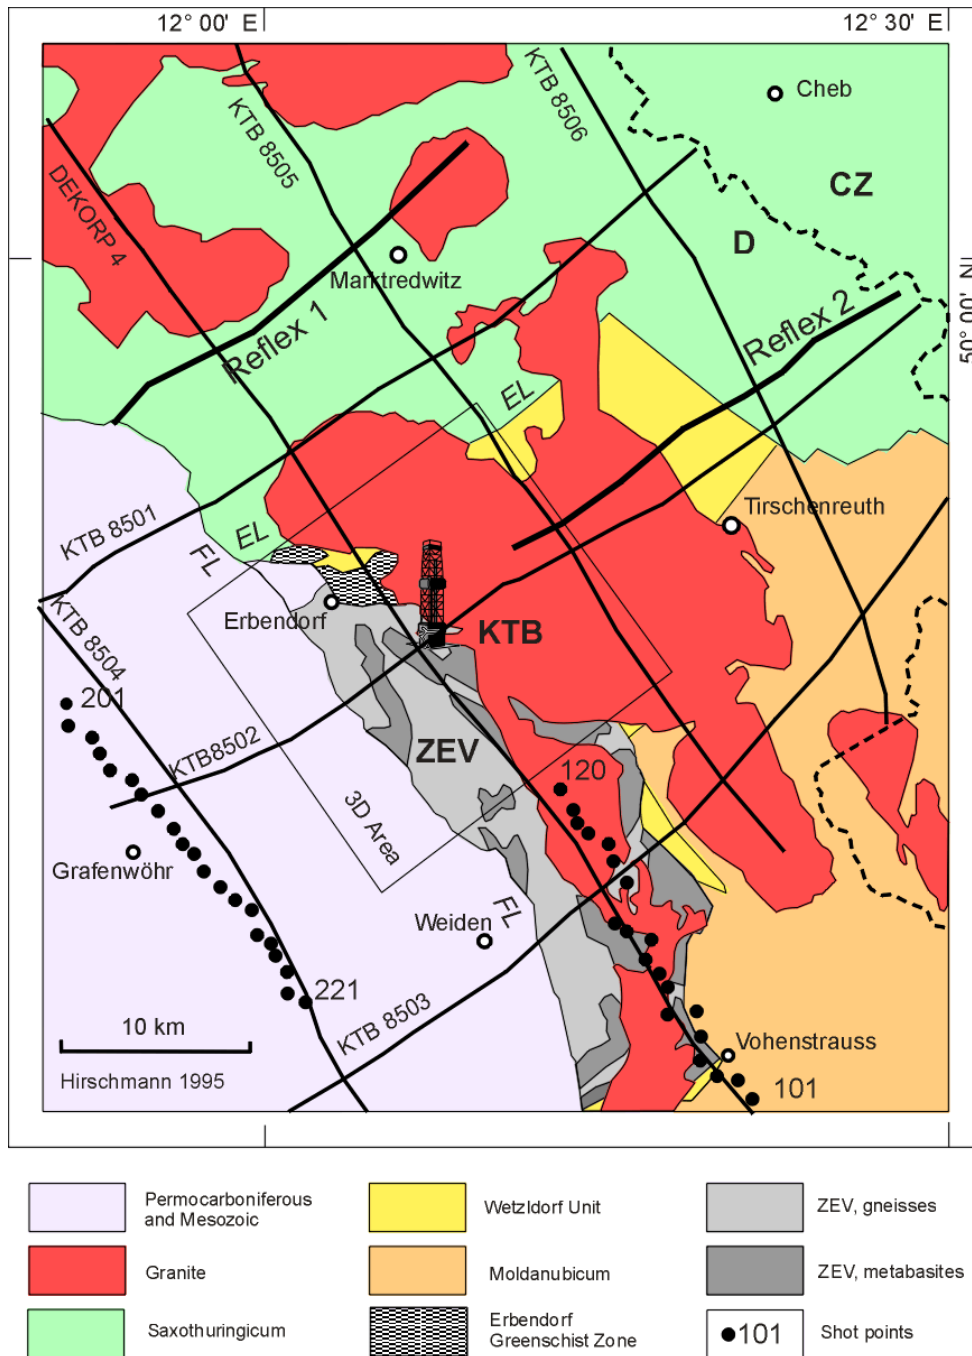 12° 00' E
12° 30' E
KTB 8506
Cheb
KTB 8505
DEKORP 4
CZ
D
Marktredwitz
50° 00' N
Reflex 1
Reflex 2
EL
Tirschenreuth
KTB 8501
EL
FL
KTB 8504
Erbendorf
KTB
201
KTB8502
ZEV
120
3D Area
Grafenwöhr
Weiden
FL
221
10 km
KTB 8503
Vohenstrauss
Hirschmann 1995
101
Permocarboniferous
and Mesozoic
Wetzldorf Unit
ZEV, gneisses
Granite
Moldanubicum
ZEV, metabasites
Saxothuringicum
Erbendorf
Greenschist Zone
101
Shot points